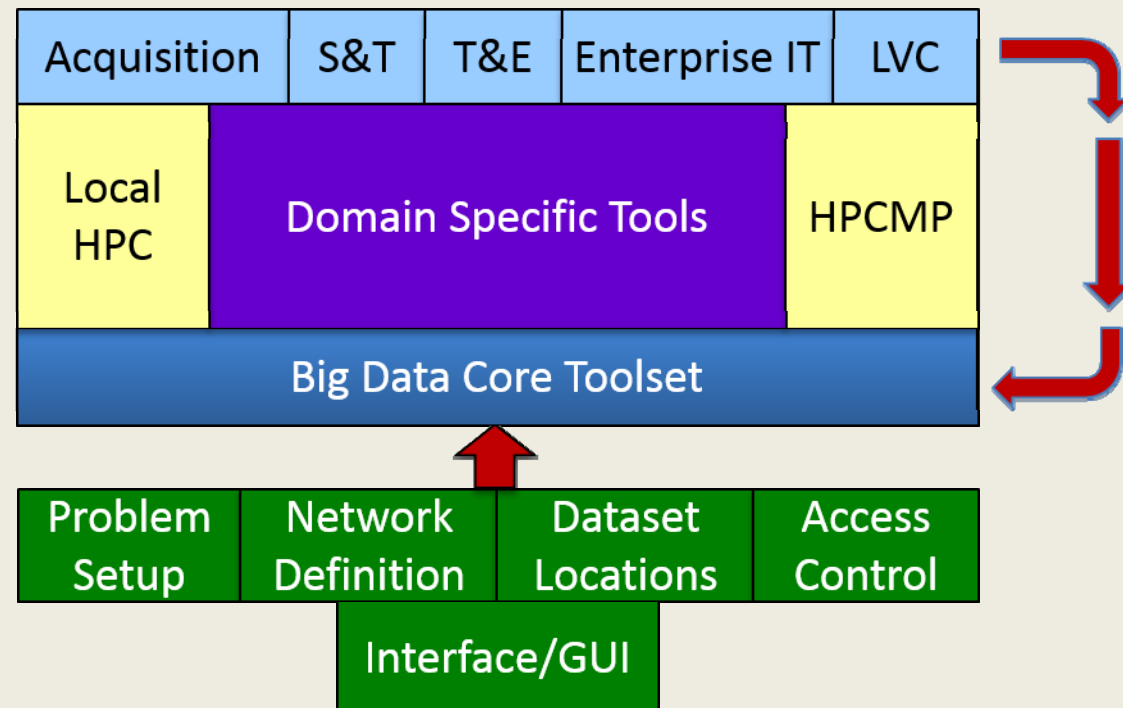 Acquisition
S&T
T&E
Enterprise IT
LVC
Local
HPC
Domain Specific Tools
HPCMP
Big Data Core Toolset
Problem
Setup
Network
Definition
Dataset
Locations
Access
Control
Interface/GUI